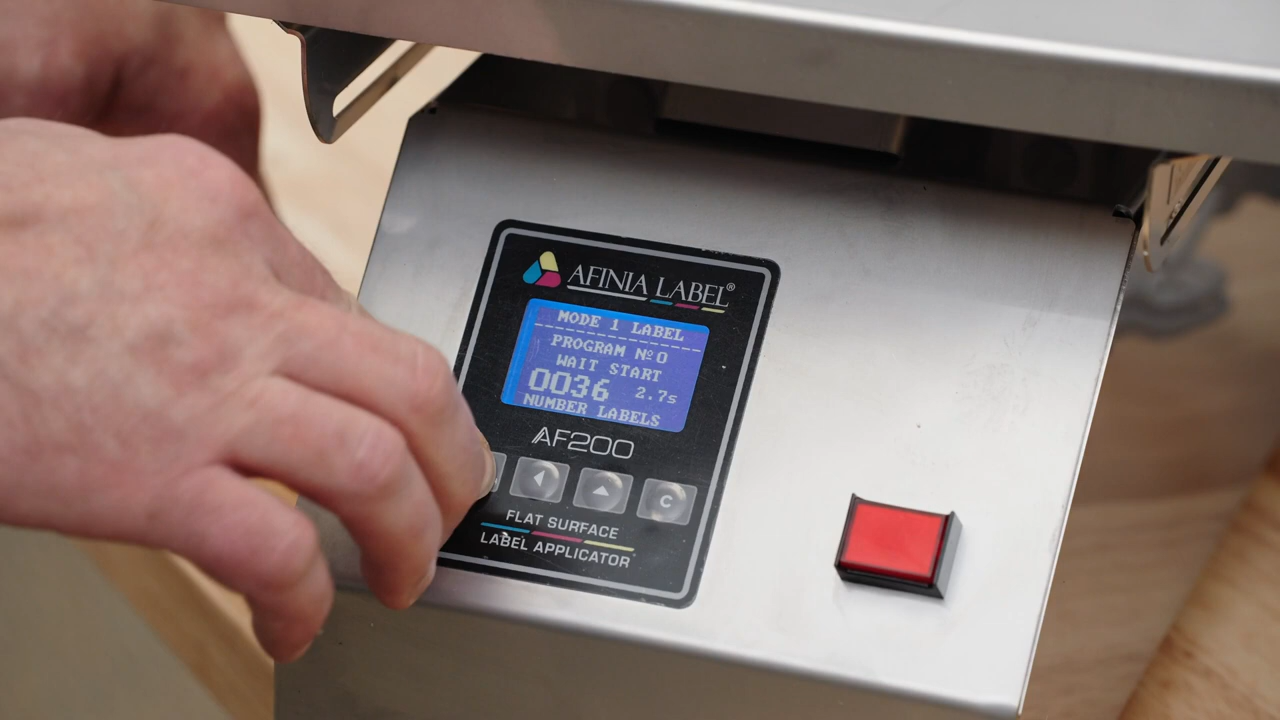 AFINIA LABEL®
MODE 1 LABEL
PROGRAM Nº0
WAIT START
0036 2.7s
NUMBER LABELS
AF200
C
FLAT SURFACE
LABEL APPLICATOR